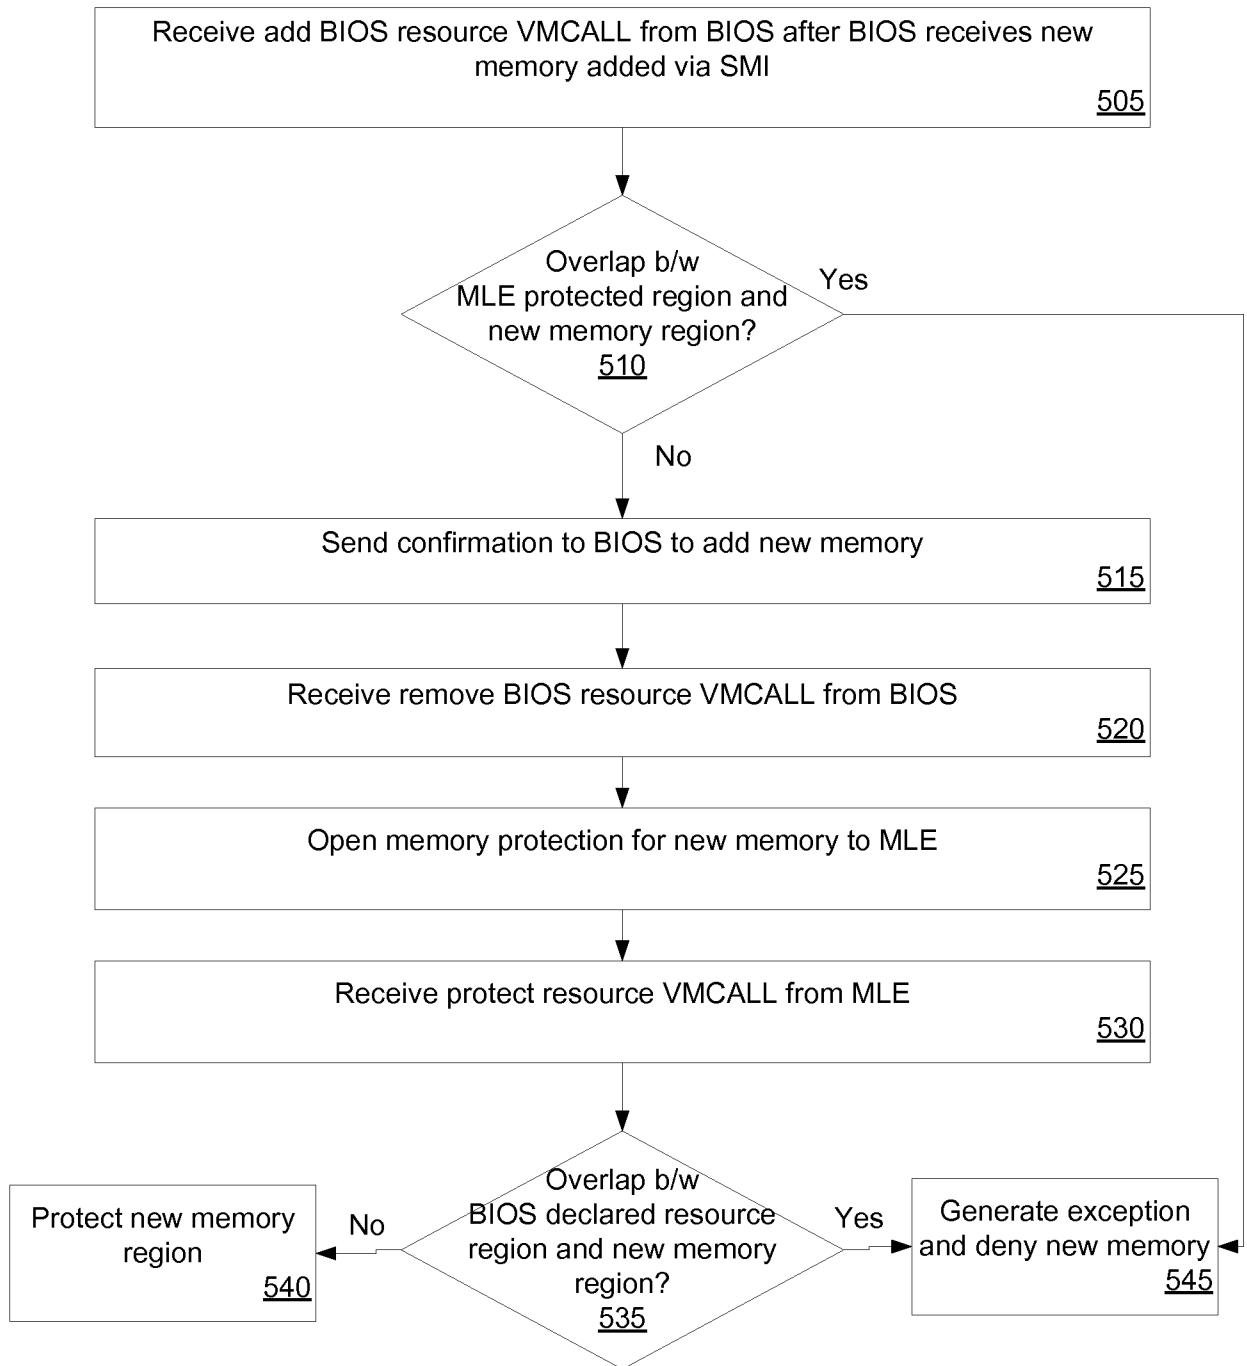 Receive add BIOS resource VMCALL from BIOS after BIOS receives new
memory added via SMI
505
Overlap b/w
MLE protected region and
new memory region?
510
Yes
No
Send confirmation to BIOS to add new memory
515
Receive remove BIOS resource VMCALL from BIOS
520
Open memory protection for new memory to MLE
525
Receive protect resource VMCALL from MLE
530
Overlap b/w
BIOS declared resource
region and new memory
region?
535
No
Yes
Protect new memory
region
540
Generate exception
and deny new memory
545